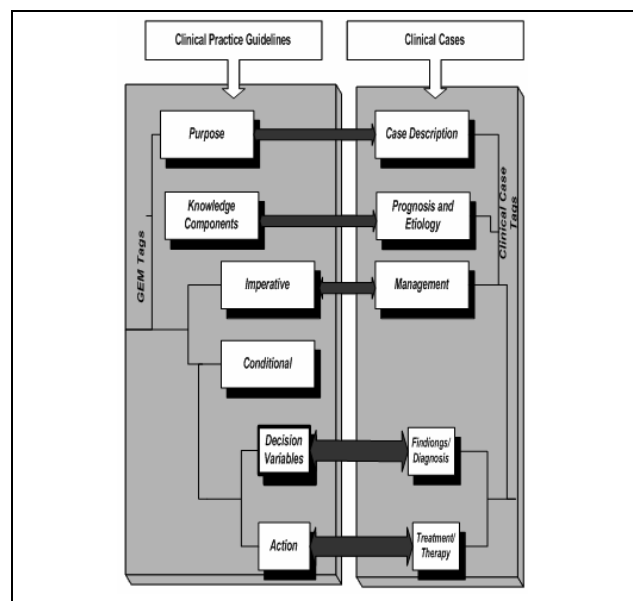 Clinical Practice Guidelines
Clinical Cases
Purpose
Case Description
Knowledge
Components
Prognosis and
Etiology
GEM Tags
Clinical Case
Tags
Imperative
Management
Conditional
Decision
Variables
Findiongs/
Diagnosis
Action
Treatment/
Therapy